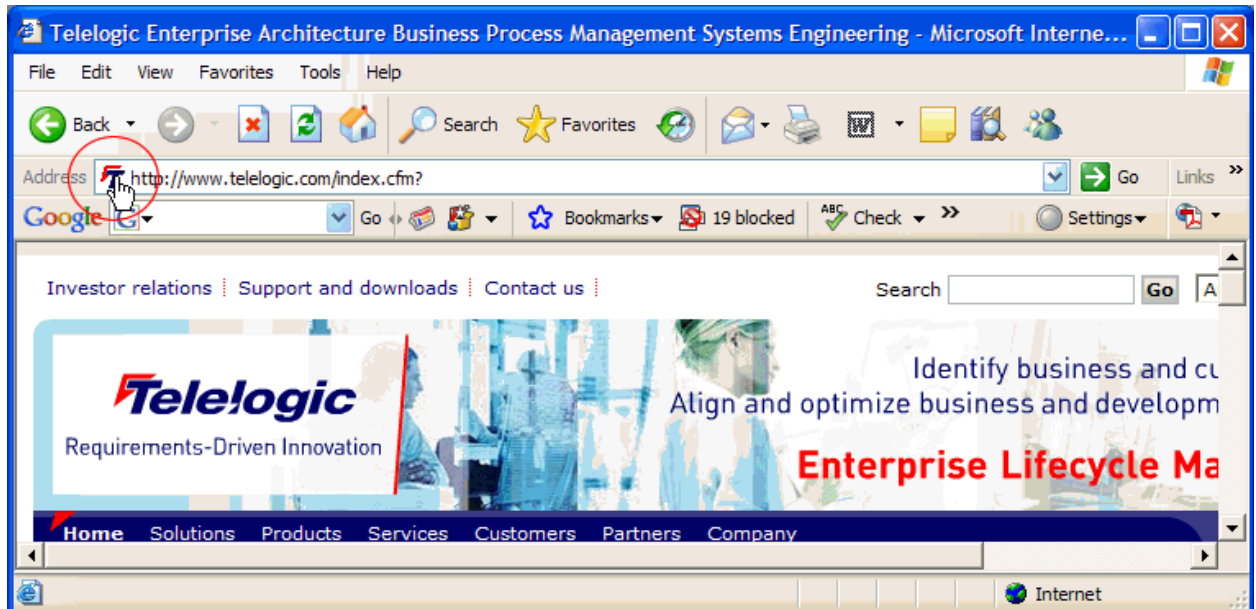 Telelogic Enterprise Architecture Business Process Management Systems Engineering - Microsoft Interne...
File Edit View Favorites Tools Help
Back Search Favorites W
Address http://www.telelogic.com/index.cfm? Go Links »
Google G Go Bookmarks 19 blocked ABC Check » Settings
Investor relations Support and downloads Contact us Search Go A
Identify business and cu
Telelogic Align and optimize business and developm
Requirements-Driven Innovation
Enterprise Lifecycle Ma
Home Solutions Products Services Customers Partners Company
Internet